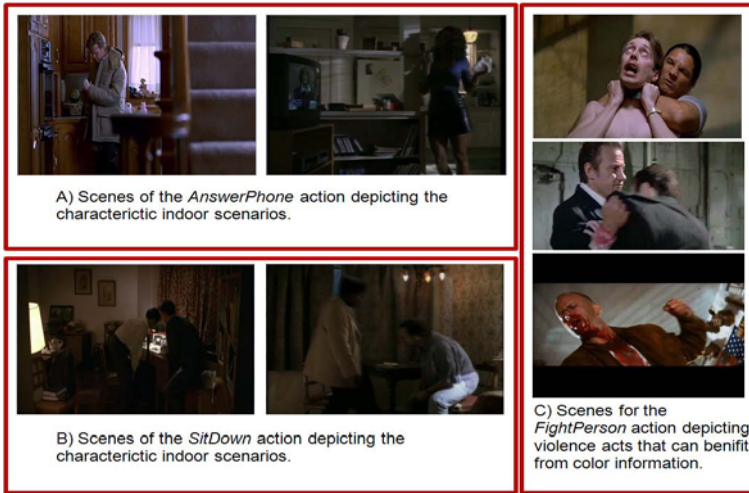 A) Scenes of the AnswerPhone action depicting the
characterictic indoor scenarios.
B) Scenes of the SitDown action depicting the
characterictic indoor scenarios.
C) Scenes for the
FightPerson action depicting
violence acts that can benifit
from color information.